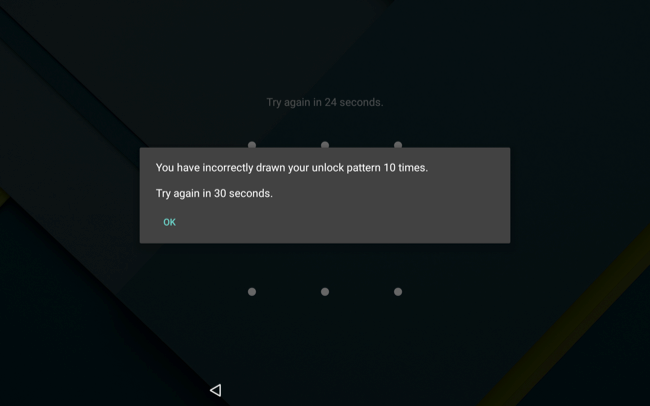 Try again in 24 seconds.
You have incorrectly drawn your unlock pattern 10 times.
Try again in 30 seconds.
OK